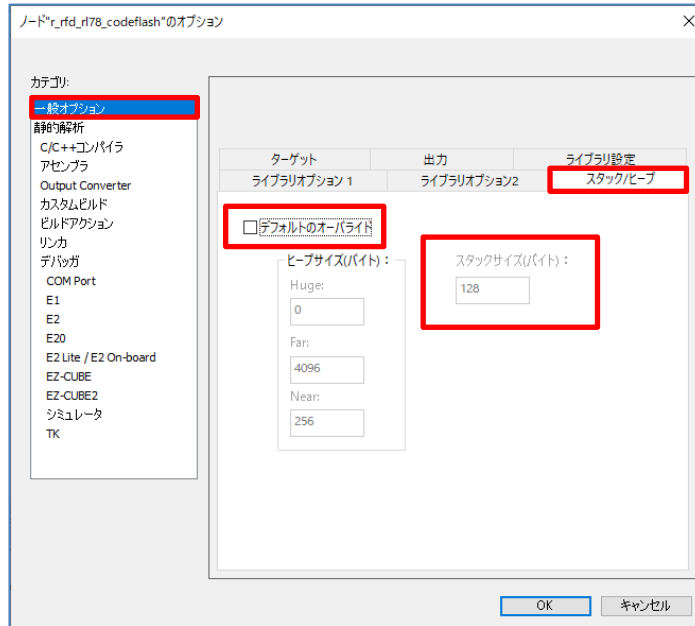 ノード"r_rfd_rl78_codeflash"のオプション
カテゴリ:
一般オプション
静的解析
C/C++コンパイラ
アセンブラ
Output Converter
カスタムビルド
ビルドアクション
リンカ
デバッガ
COM Port
E1
E2
E20
E2 Lite / E2 On-board
EZ-CUBE
EZ-CUBE2
シミュレータ
TK
ターゲット 出力 ライブラリ設定
ライブラリオプション 1 ライブラリオプション2 スタック/ヒープ
デフォルトのオーバライド
ヒープサイズ(バイト): スタックサイズ(バイト):
Huge: 128
0
Far:
4096
Near:
256
OK キャンセル